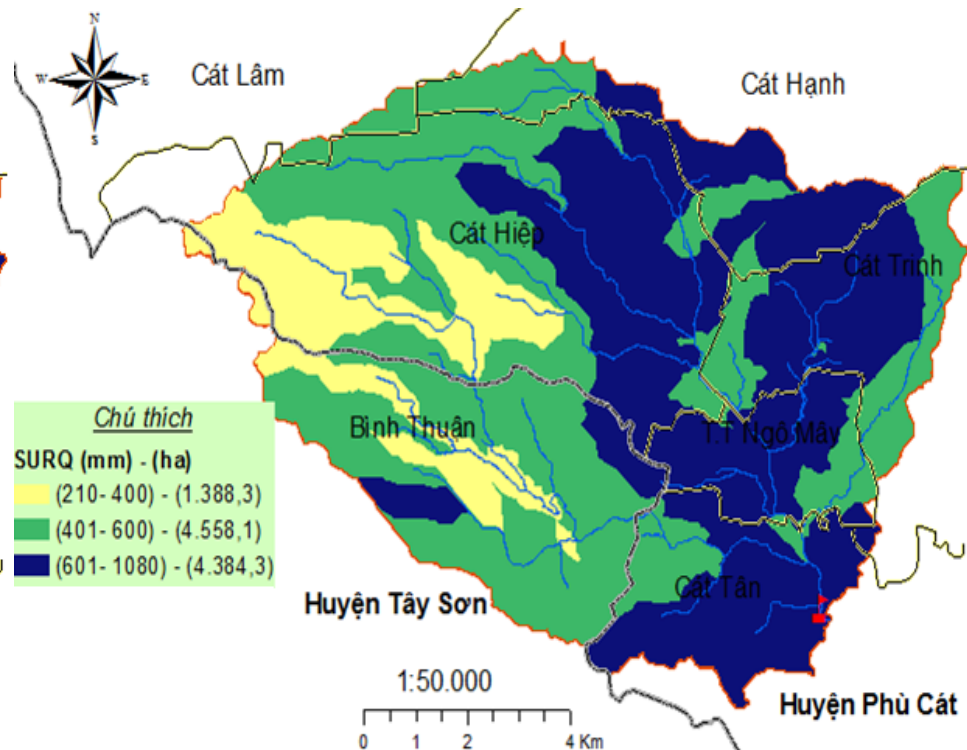 N
W
E
S
Cát Lâm
Cát Hạnh
Cát Hiệp
Cát Trinh
Bình Thuân
T.T Ngô Mây
Chú thich
SURQ (mm) - (ha)
(210- 400) - (1.388,3)
(401- 600) - (4.558,1)
(601- 1080) - (4.384,3)
Cát Tân
Huyện Tây Sơn
1:50.000
Huyện Phù Cát
0 1 2 4 Km